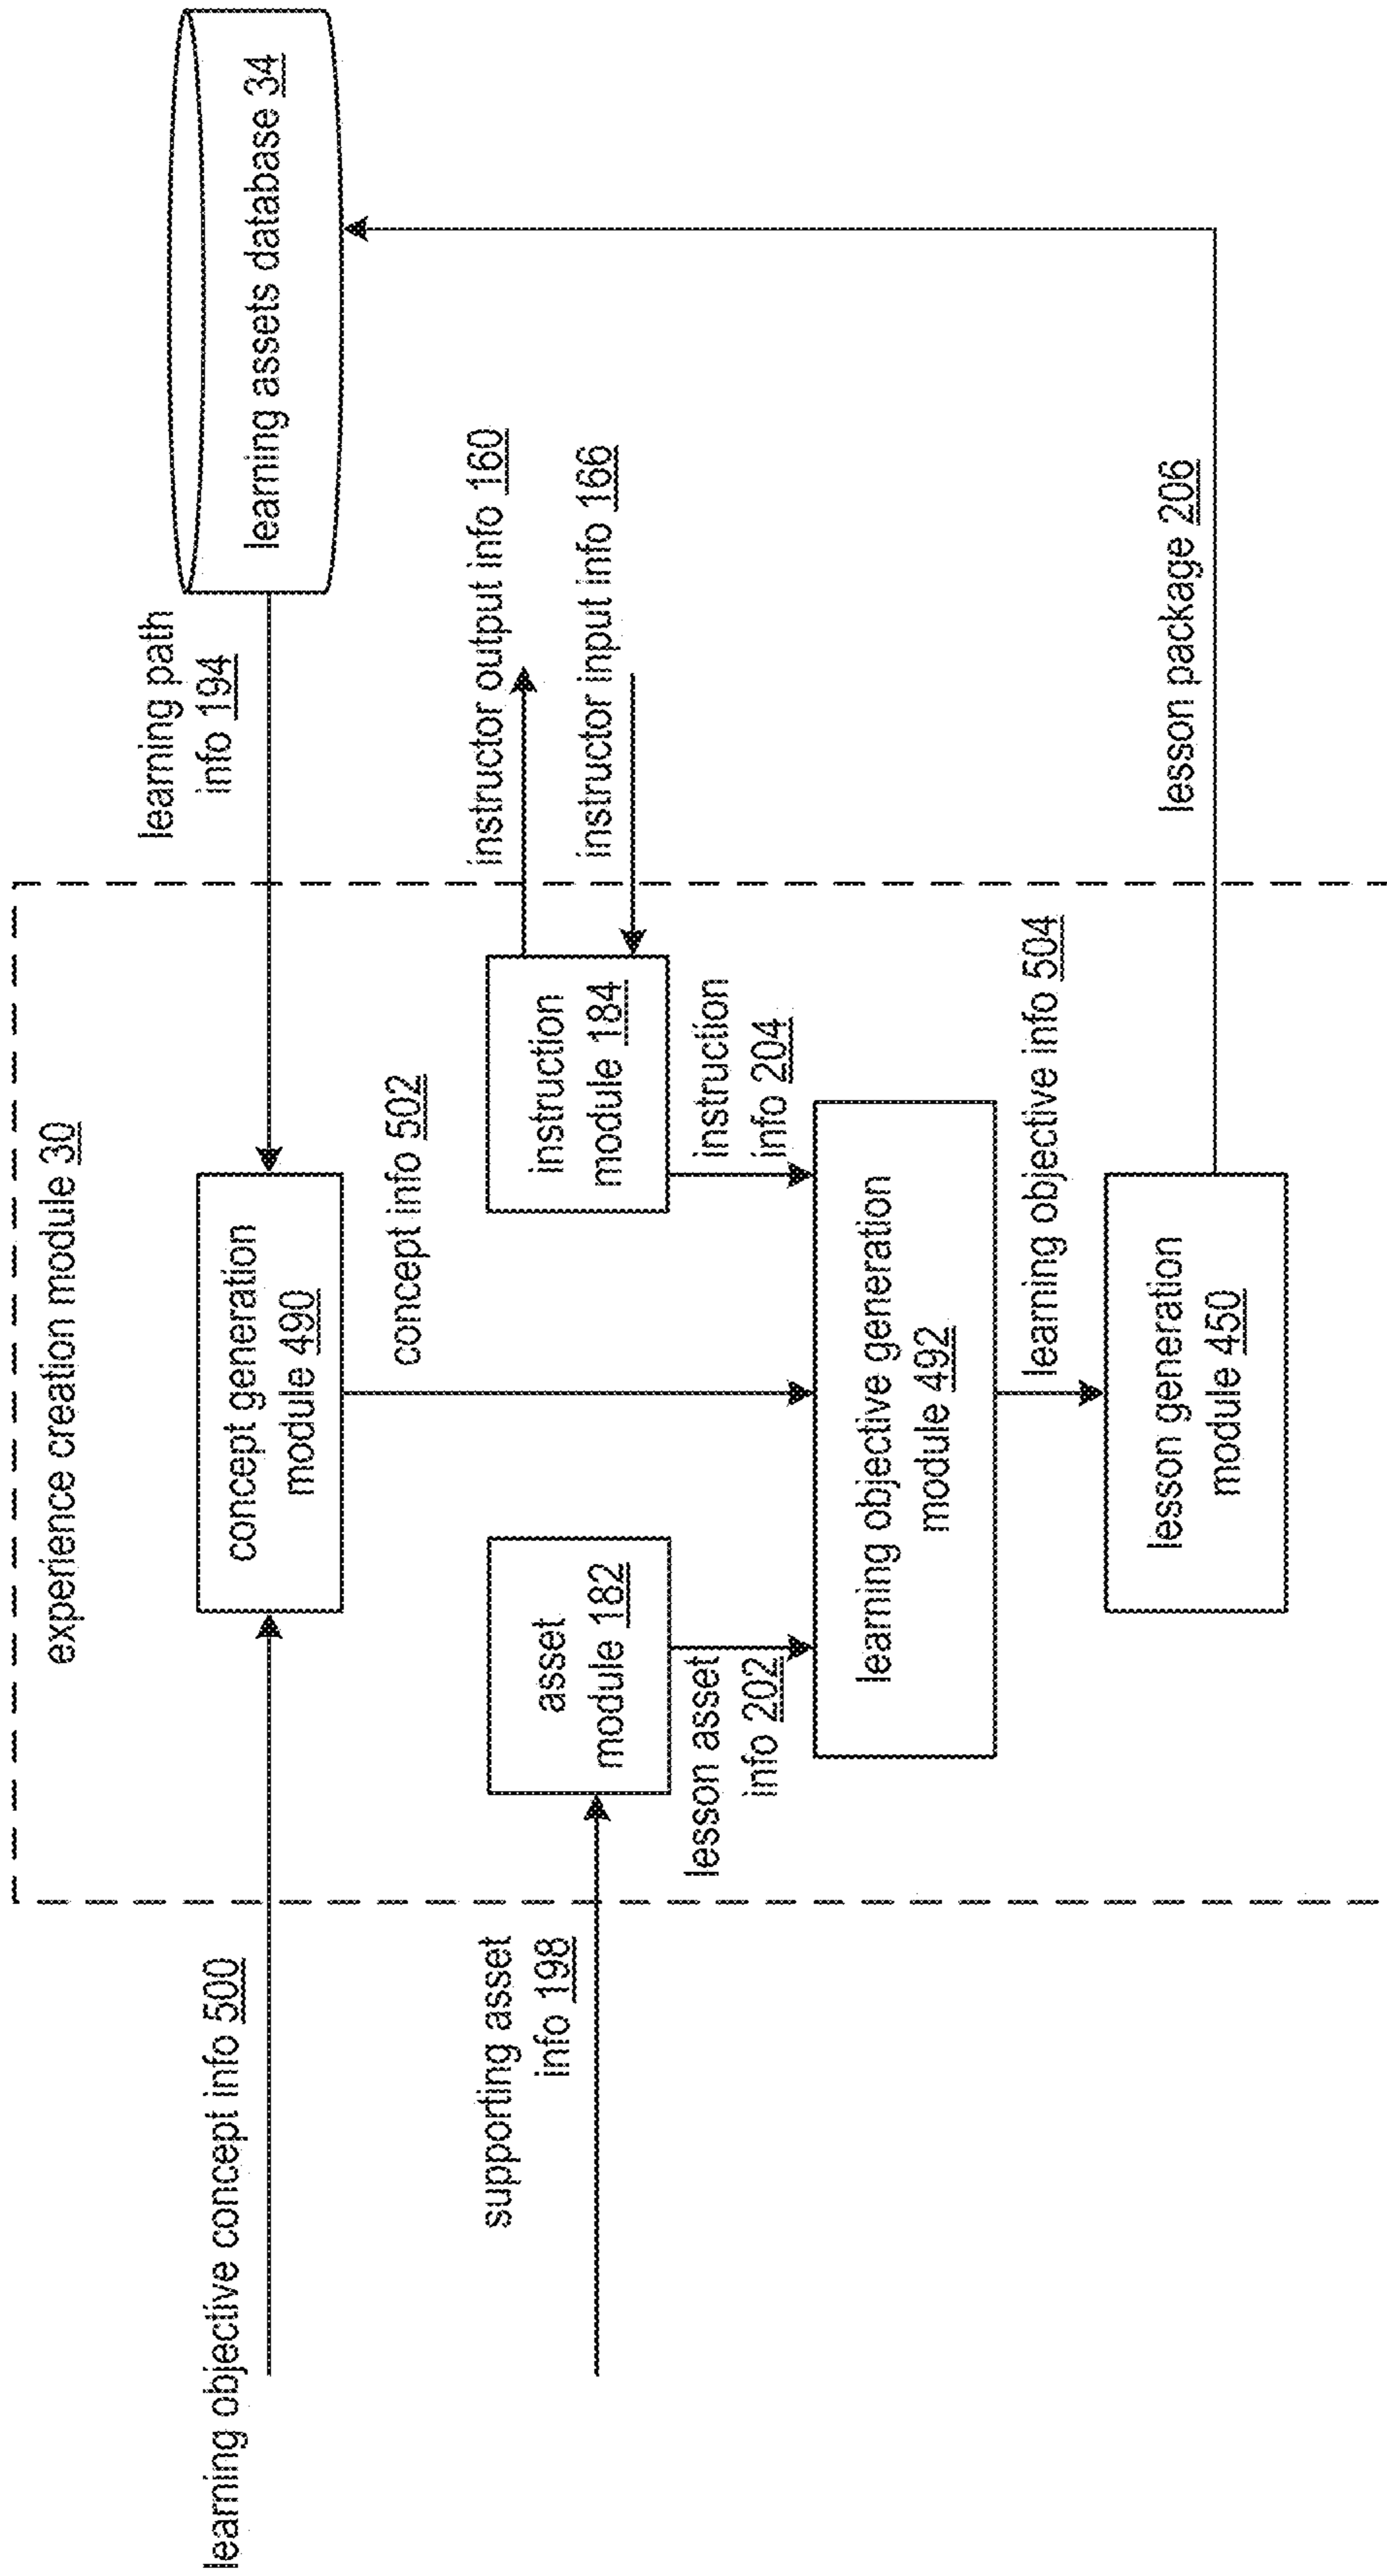 experience creation module 30
learning objective concept info 500
concept generation
module 490
learning path
info 194
learning assets database 34
concept info 502
supporting asset
info 198
asset
module 182
instruction
module 184
instructor output info 160
instructor input info 166
lesson asset
info 202
instruction
info 204
learning objective generation
module 492
learning objective info 504
lesson generation
module 450
lesson package 206